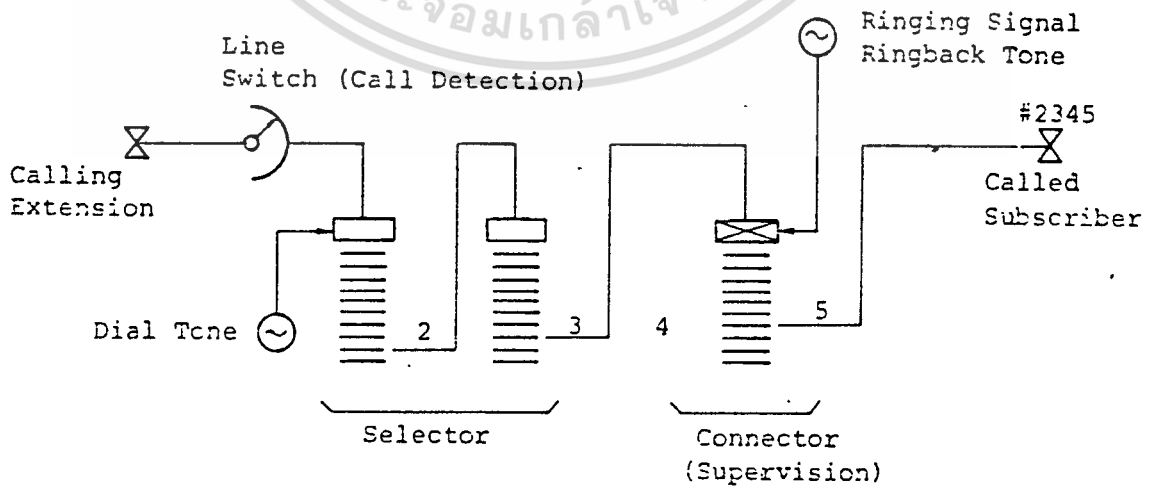 Line
Switch (Call Detection)
Ringing Signal
Ringback Tone
#2345
Calling
Extension
Called
Subscriber
Dial Tone
2
3
4
5
Selector
Connector
(Supervision)